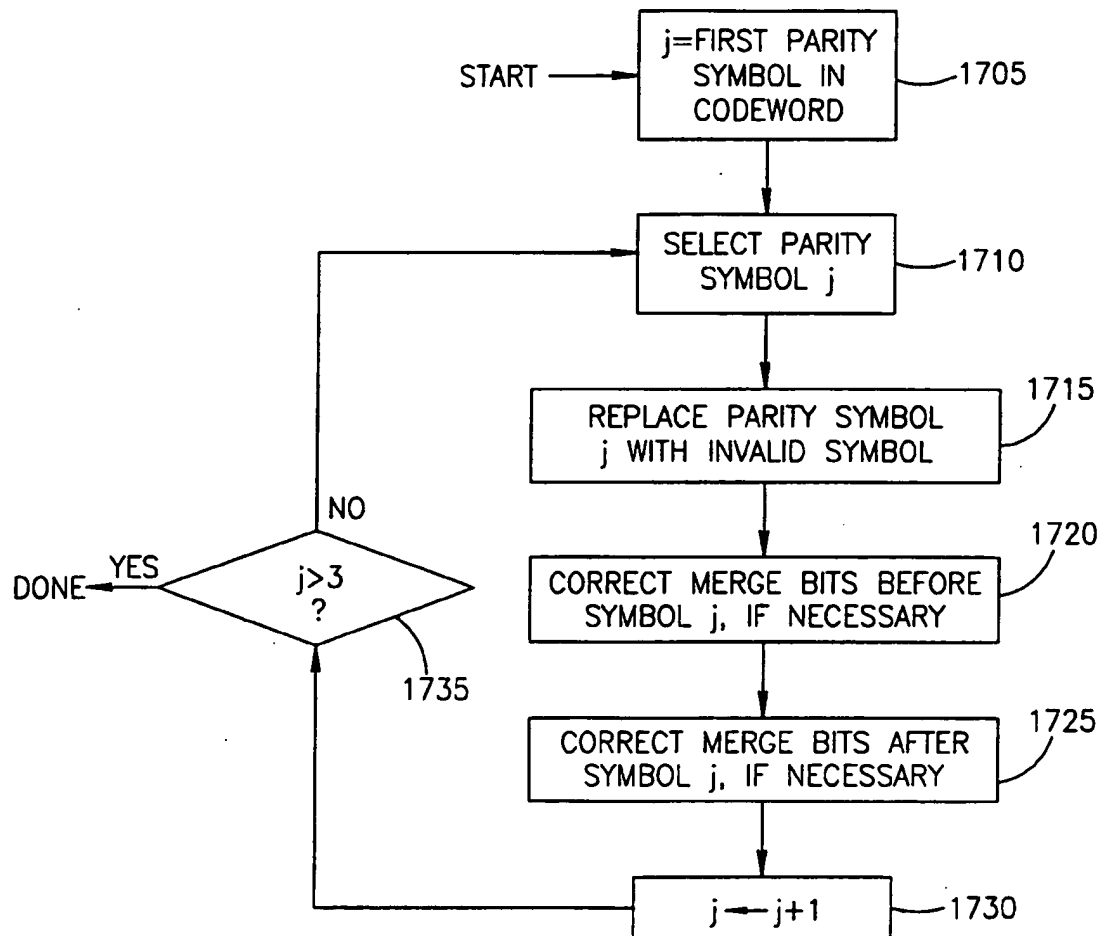 j=FIRST PARITY
SYMBOL IN
CODEWORD
1705
START
SELECT PARITY
SYMBOL j
1710
REPLACE PARITY SYMBOL
j WITH INVALID SYMBOL
1715
CORRECT MERGE BITS BEFORE
SYMBOL j, IF NECESSARY
1720
CORRECT MERGE BITS AFTER
SYMBOL j, IF NECESSARY
1725
j←j+1
1730
j>3
?
1735
NO
YES
DONE